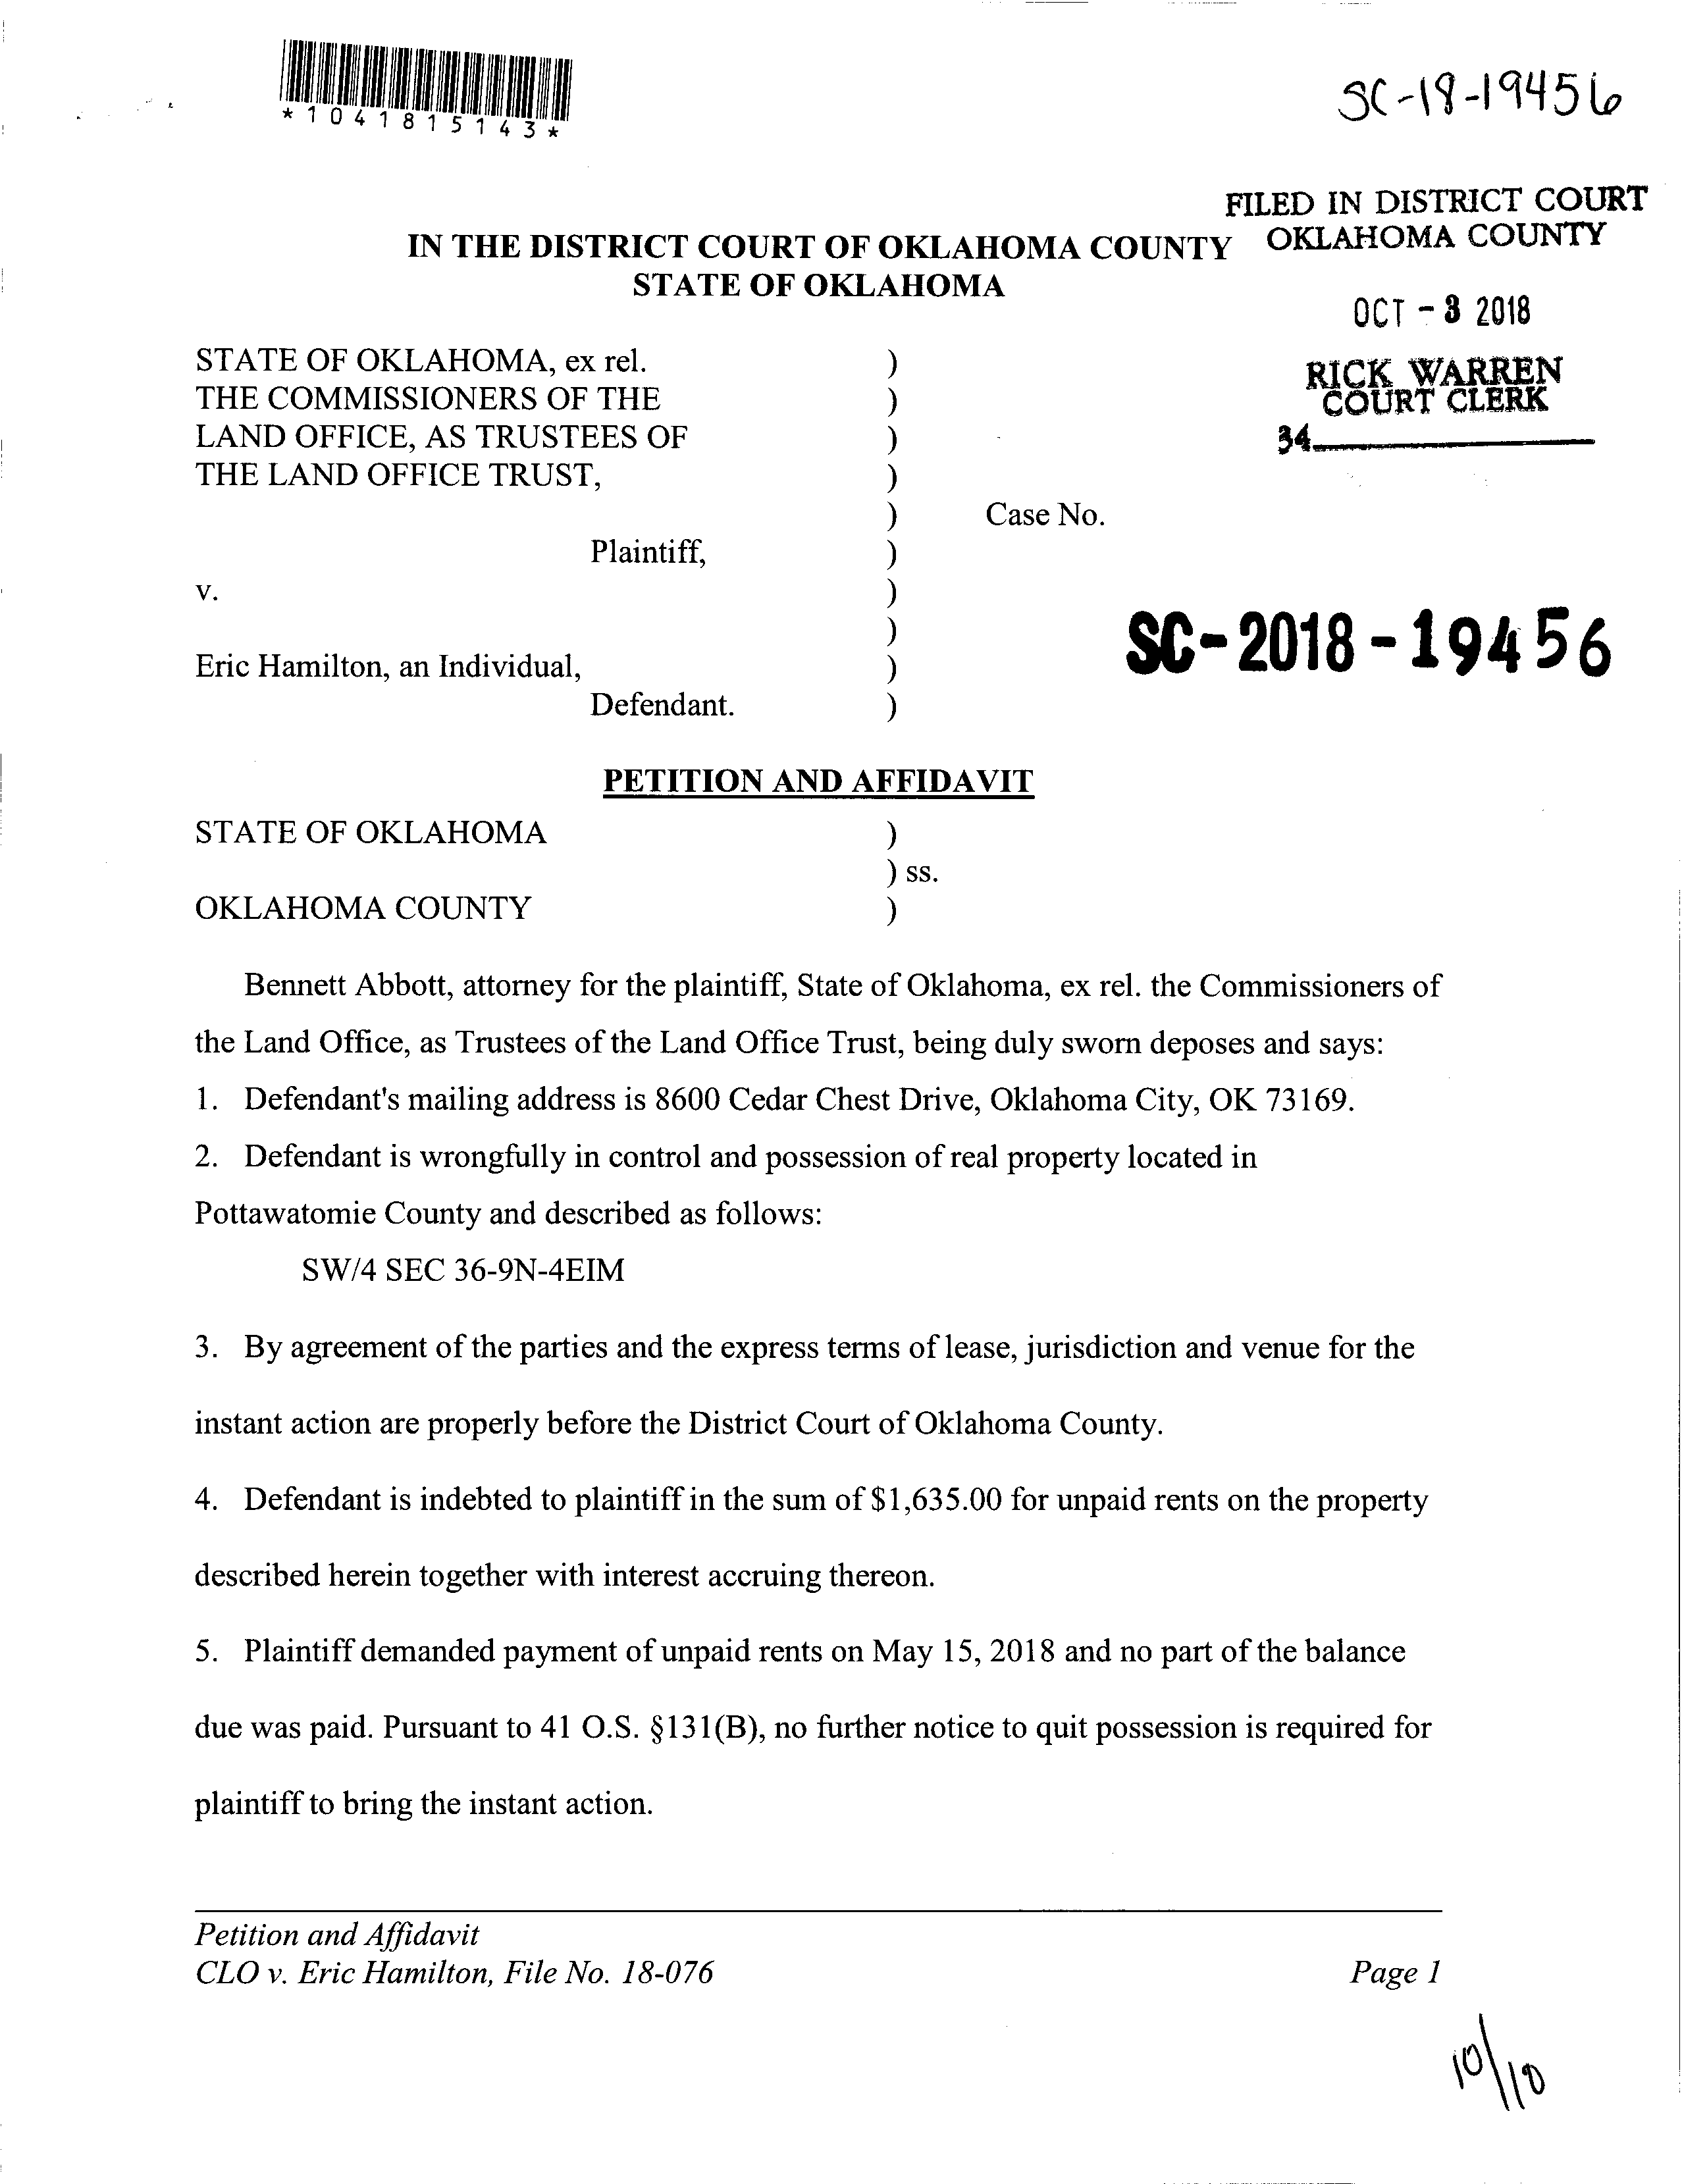 *1041815143*
SC-18-19456
FILED IN DISTRICT COURT
OKLAHOMA COUNTY
IN THE DISTRICT COURT OF OKLAHOMA COUNTY
STATE OF OKLAHOMA
OCT - 3 2018
RICK WARREN
COURT CLERK
34
STATE OF OKLAHOMA, ex rel. )
THE COMMISSIONERS OF THE )
LAND OFFICE, AS TRUSTEES OF )
THE LAND OFFICE TRUST, )
) Case No.
Plaintiff, )
v. )
)
SC-2018-19456
Eric Hamilton, an Individual, )
Defendant. )
PETITION AND AFFIDAVIT
STATE OF OKLAHOMA )
) ss.
OKLAHOMA COUNTY )
Bennett Abbott, attorney for the plaintiff, State of Oklahoma, ex rel. the Commissioners of
the Land Office, as Trustees of the Land Office Trust, being duly sworn deposes and says:
1. Defendant's mailing address is 8600 Cedar Chest Drive, Oklahoma City, OK 73169.
2. Defendant is wrongfully in control and possession of real property located in
Pottawatomie County and described as follows:
SW/4 SEC 36-9N-4EIM
3. By agreement of the parties and the express terms of lease, jurisdiction and venue for the
instant action are properly before the District Court of Oklahoma County.
4. Defendant is indebted to plaintiff in the sum of $1,635.00 for unpaid rents on the property
described herein together with interest accruing thereon.
5. Plaintiff demanded payment of unpaid rents on May 15, 2018 and no part of the balance
due was paid. Pursuant to 41 O.S. §131(B), no further notice to quit possession is required for
plaintiff to bring the instant action.
Petition and Affidavit
CLO v. Eric Hamilton, File No. 18-076 Page 1
10/10